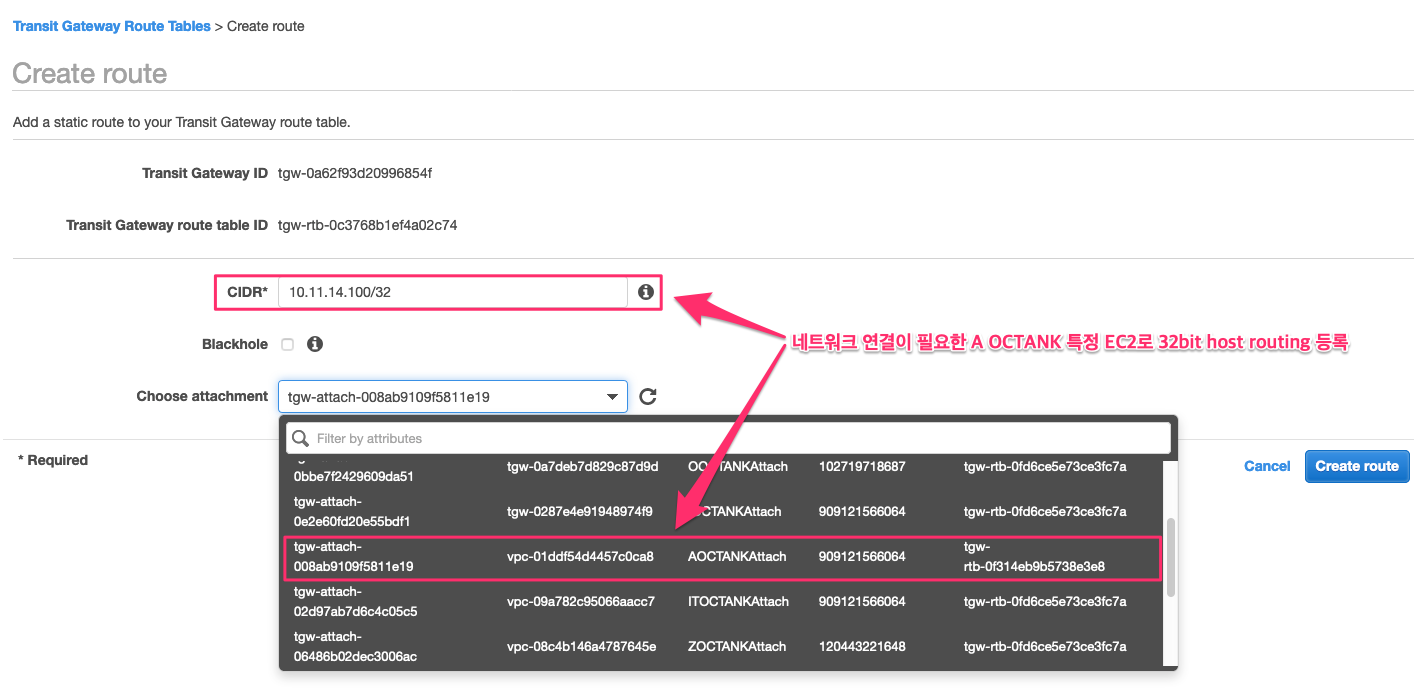 Transit Gateway Route Tables > Create route
Create route
Add a static route to your Transit Gateway route table.
Transit Gateway ID tgw-0a62f93d20996854f
Transit Gateway route table ID tgw-rtb-0c3768b1ef4a02c74
CIDR* 10.11.14.100/32
네트워크 연결이 필요한 A OCTANK 특정 EC2로 32bit host routing 등록
Blackhole
Choose attachment tgw-attach-008ab9109f5811e19
Filter by attributes
* Required
Cancel Create route
0bbe7f2429609da51 tgw-0a7deb7d829c87d9d 102719718687 tgw-rtb-0fd6ce5e73ce3fc7a
tgw-attach-
0e2e60fd20e55bdf1 tgw-0287e4e91948974f9 909121566064 tgw-rtb-0fd6ce5e73ce3fc7a
tgw-attach-
008ab9109f5811e19 vpc-01ddf54d4457c0ca8 AOCTANKAttach 909121566064 tgw-
rtb-0f314eb9b5738e3e8
tgw-attach-
02d97ab7d6c4c05c5 vpc-09a782c95066aacc7 ITOCTANKAttach 909121566064 tgw-rtb-0fd6ce5e73ce3fc7a
tgw-attach-
06486b02dec3006ac vpc-08c4b146a4787645e ZOCTANKAttach 120443221648 tgw-rtb-0fd6ce5e73ce3fc7a